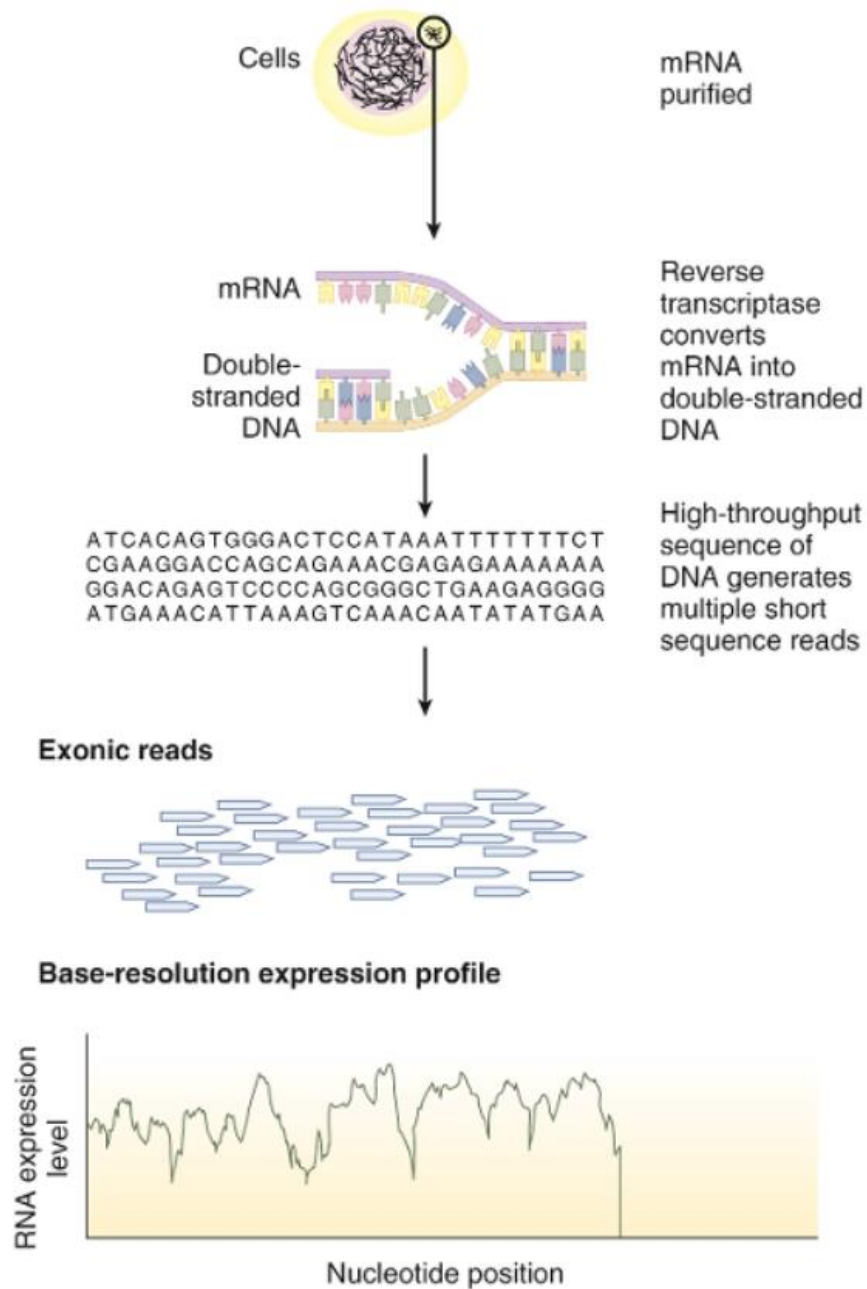 Cells
mRNA
purified
mRNA
Double-
stranded
DNA
Reverse
transcriptase
converts
mRNA into
double-stranded
DNA
ATCACAGTGGGACTCCATAAATTTTTTTCT
CGAAGGACCAGCAGAAACGAGAGAAAAAAA
GGACAGAGTCCCCAGCGGGCTGAAGAGGGG
ATGAAACATTAAAGTCAAACAATATATGAA
High-throughput
sequence of
DNA generates
multiple short
sequence reads
Exonic reads
Base-resolution expression profile
RNA expression
level
Nucleotide position